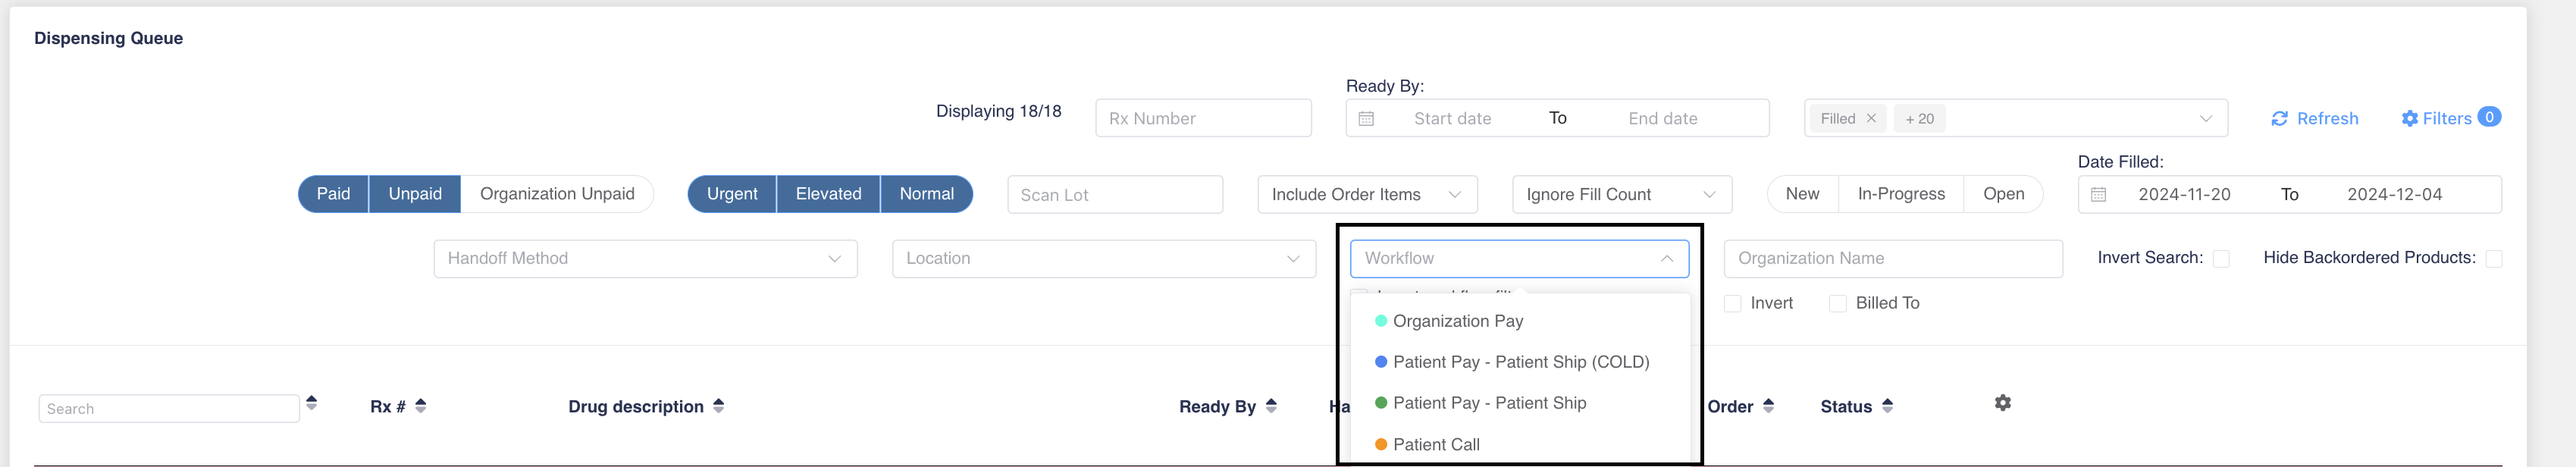 Dispensing Queue
Ready By:
Displaying 18/18 Rx Number Start date To End date Filled × + 20 Refresh Filters 0
Date Filled:
Paid Unpaid Organization Unpaid Urgent Elevated Normal Scan Lot Include Order Items Ignore Fill Count New In-Progress Open 2024-11-20 To 2024-12-04
Handoff Method Location Workflow Organization Name Invert Search: Hide Backordered Products:
Invert Billed To
Organization Pay
Patient Pay - Patient Ship (COLD)
Patient Pay - Patient Ship
Search Rx # Drug description Ready By Ha Order Status
Patient Call